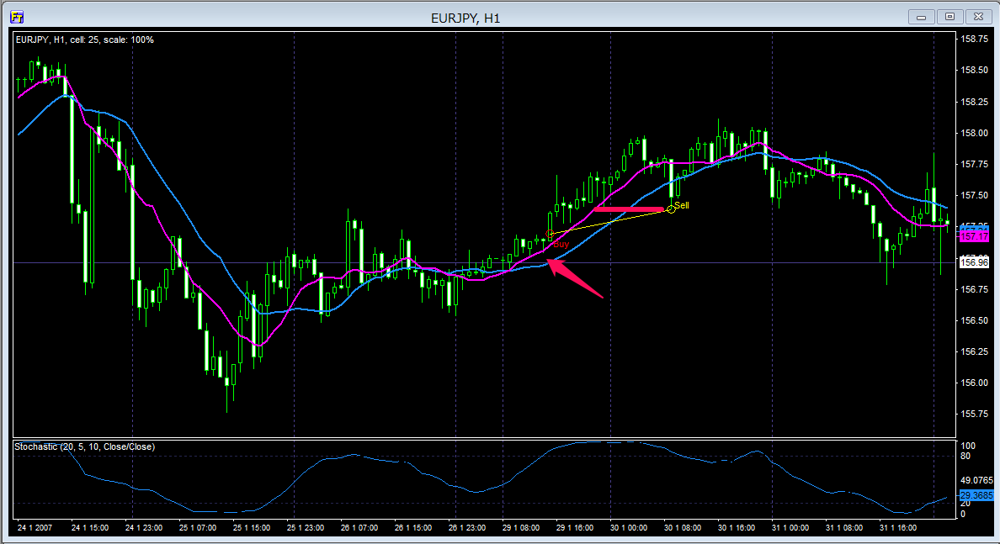 EURJPY, H1
EURJPY, H1, cell: 25, scale: 100%
158.75
158.50
158.25
158.00
157.75
157.50
157.17
156.96
156.75
156.50
156.25
156.00
155.75
Sell
Buy
Stochastic (20, 5, 10, Close/Close)
100
80
49.0765
29.3685
20
0
24 1 2007
24 1 15:00
24 1 23:00
25 1 07:00
25 1 15:00
25 1 23:00
26 1 07:00
26 1 15:00
26 1 23:00
29 1 08:00
29 1 16:00
30 1 00:00
30 1 08:00
30 1 16:00
31 1 00:00
31 1 08:00
31 1 16:00